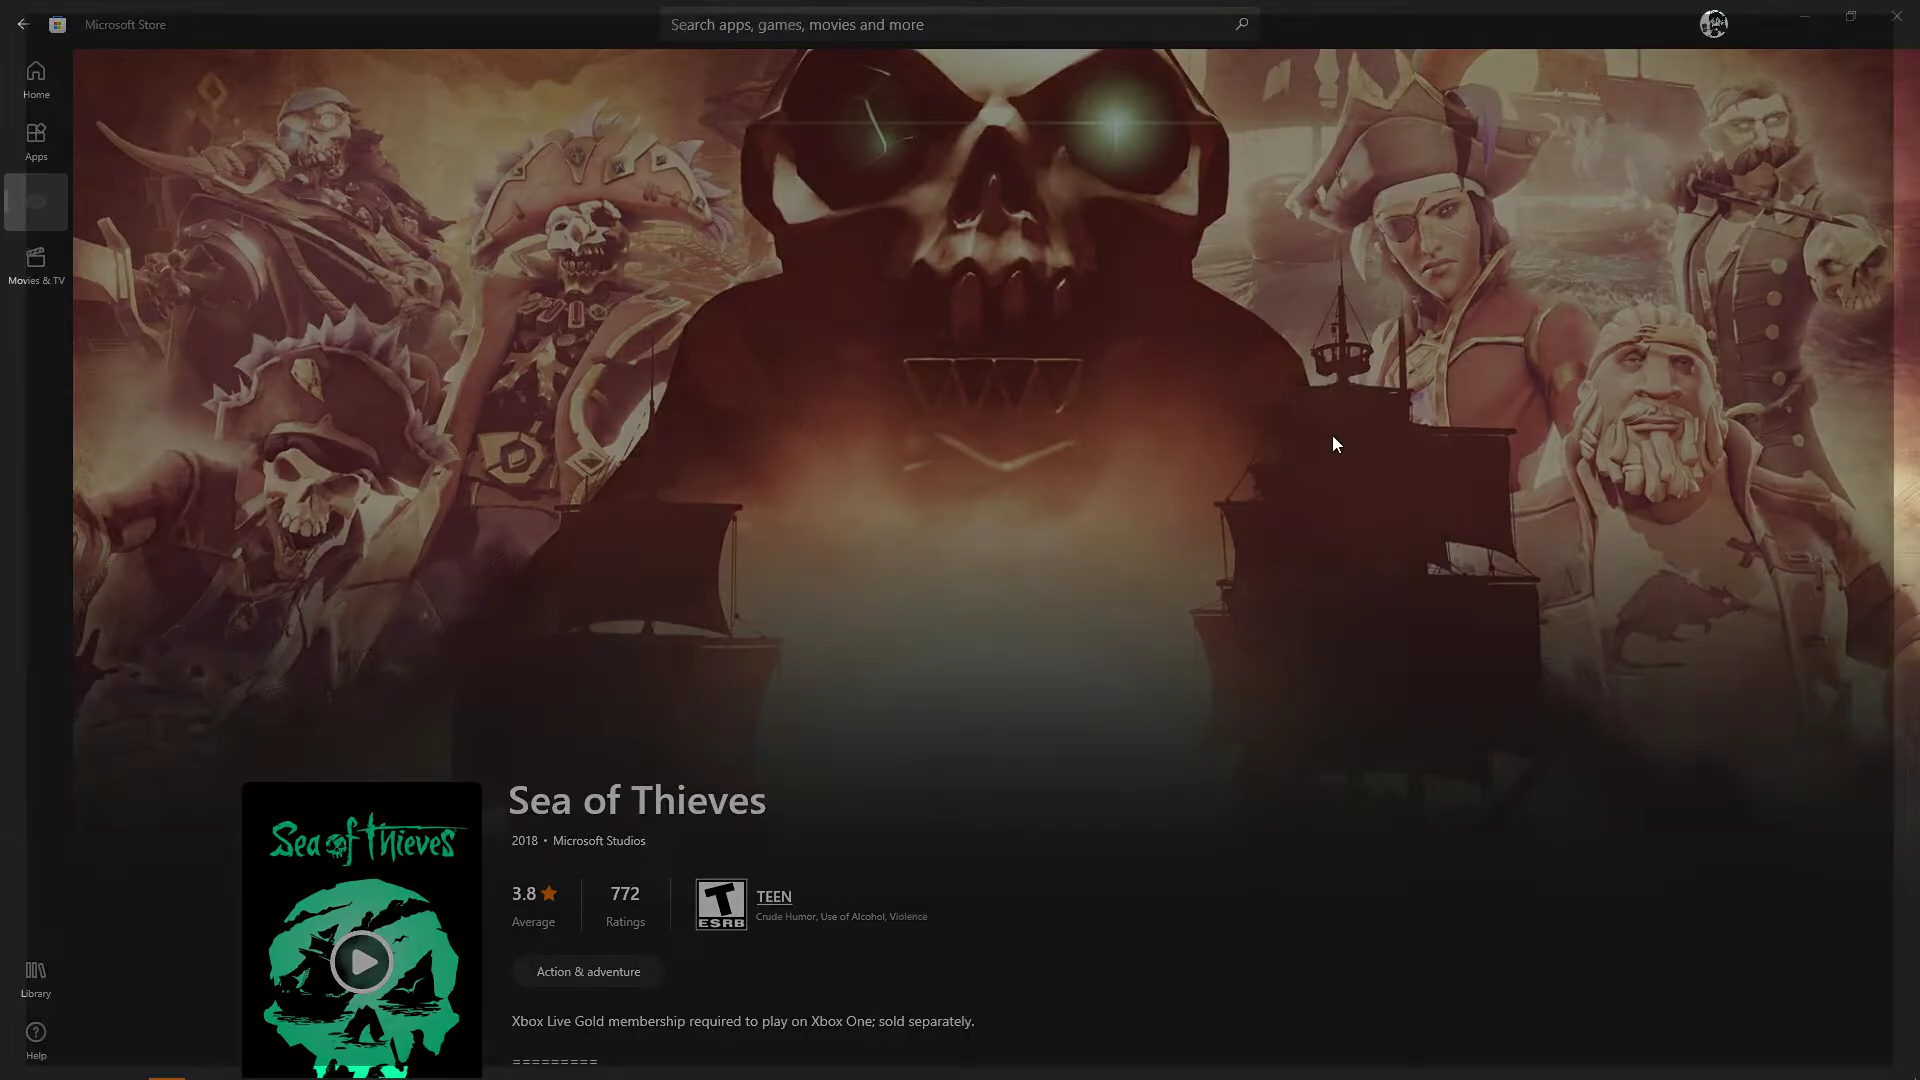 Microsoft Store
Search apps, games, movies and more
Home
Apps
Movies & TV
Library
Help
Sea of Thieves
Sea of Thieves
2018 • Microsoft Studios
3.8
Average
772
Ratings
T
ESRB
TEEN
Crude Humor, Use of Alcohol, Violence
Action & adventure
Xbox Live Gold membership required to play on Xbox One; sold separately.
=========